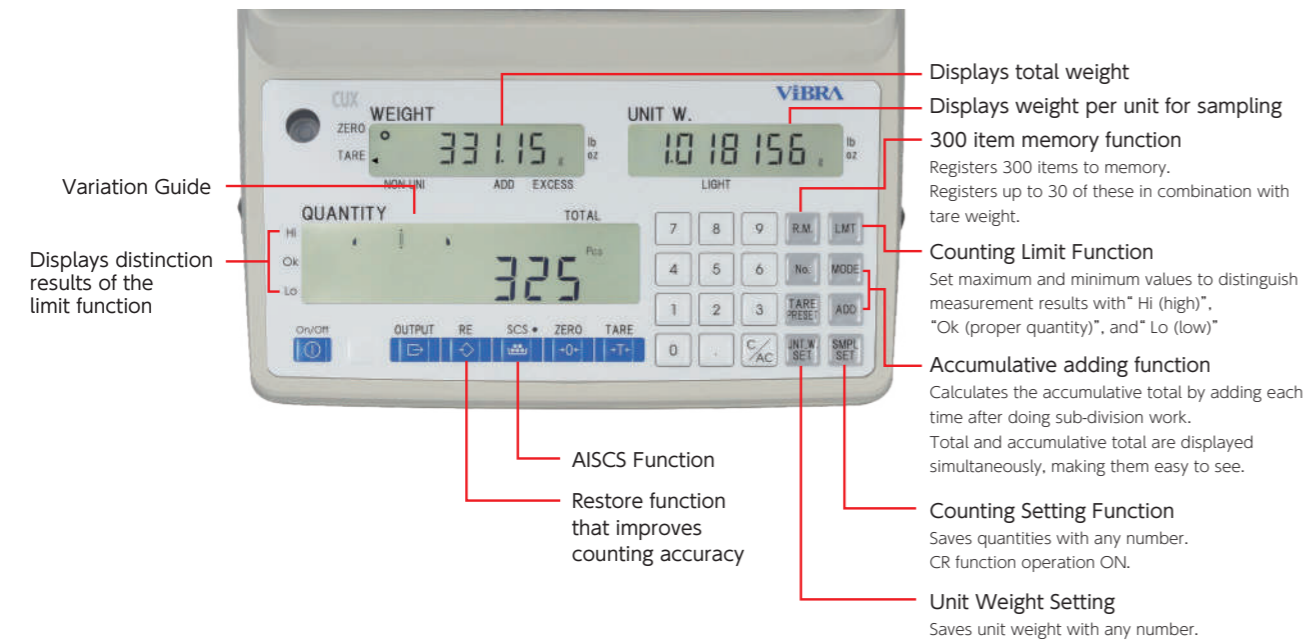 CUX
ViBRA
WEIGHT
UNIT W.
ZERO
TARE
331.15 g
lb
oz
1.018156 g
lb
oz
NON UNI ADD EXCESS
LIGHT
QUANTITY
TOTAL
Hi
Ok
Lo
Pcs
325
7 8 9 R.M. LMT
4 5 6 No. MODE
1 2 3 TARE PRESET ADD
0 . C/AC UNT.W. SET SMPL SET
On/Off OUTPUT RE SCS ZERO TARE
→0←
→T←
Variation Guide
Displays distinction
results of the
limit function
Displays total weight
Displays weight per unit for sampling
300 item memory function
Registers 300 items to memory.
Registers up to 30 of these in combination with
tare weight.
Counting Limit Function
Set maximum and minimum values to distinguish
measurement results with“ Hi (high)”,
“Ok (proper quantity)”, and“ Lo (low)”
Accumulative adding function
Calculates the accumulative total by adding each
time after doing sub-division work.
Total and accumulative total are displayed
simultaneously, making them easy to see.
Counting Setting Function
Saves quantities with any number.
CR function operation ON.
Unit Weight Setting
Saves unit weight with any number.
AISCS Function
Restore function
that improves
counting accuracy